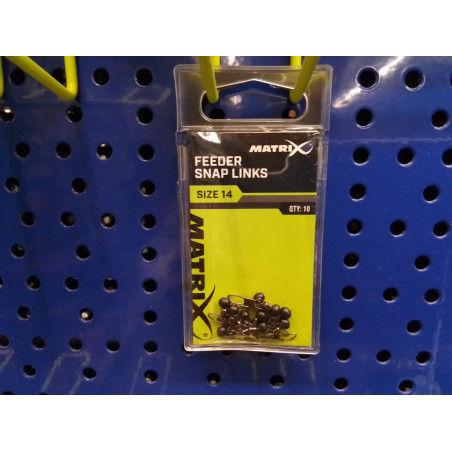 MATRIX
FEEDER
SNAP LINKS
SIZE 14
QTY: 10
MATRIX®